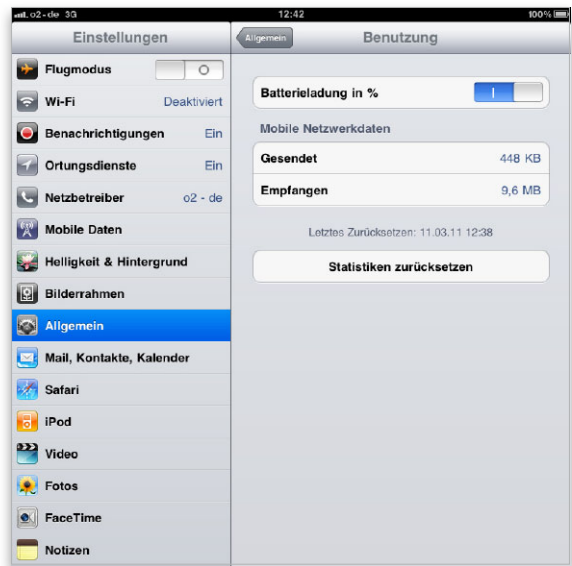 o2-de 3G 12:42 100%
Einstellungen
Flugmodus
Wi-Fi Deaktiviert
Benachrichtigungen Ein
Ortungsdienste Ein
Netzbetreiber o2 - de
Mobile Daten
Helligkeit & Hintergrund
Bilderrahmen
Allgemein
Mail, Kontakte, Kalender
Safari
iPod
Video
Fotos
FaceTime
Notizen
Allgemein Benutzung
Batterieladung in %
Mobile Netzwerkdaten
Gesendet 448 KB
Empfangen 9,6 MB
Letztes Zurücksetzen: 11.03.11 12:38
Statistiken zurücksetzen